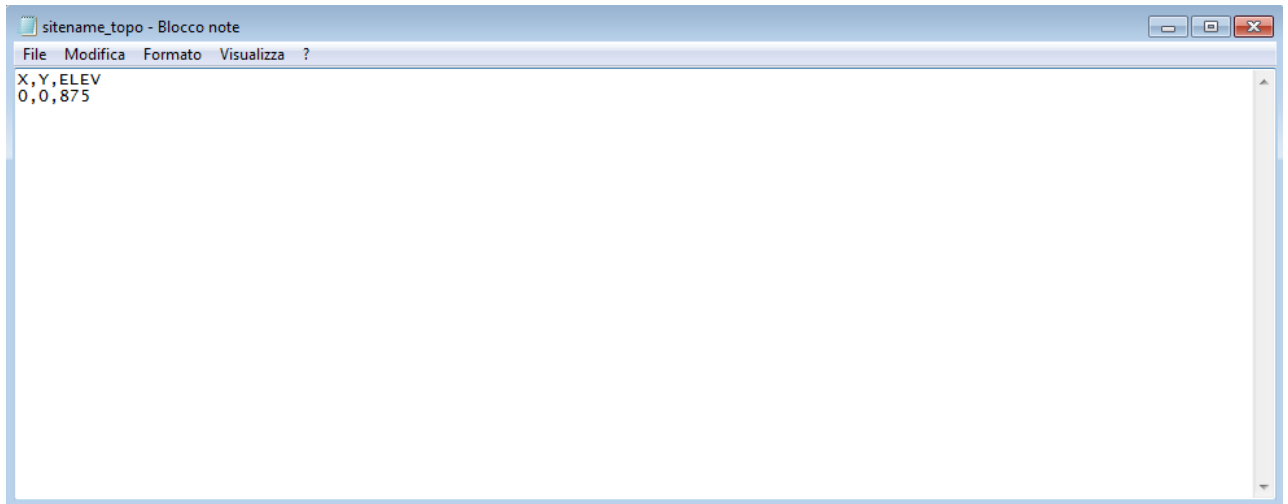 sitename_topo - Blocco note
File Modifica Formato Visualizza ?
X,Y,ELEV
0,0,875